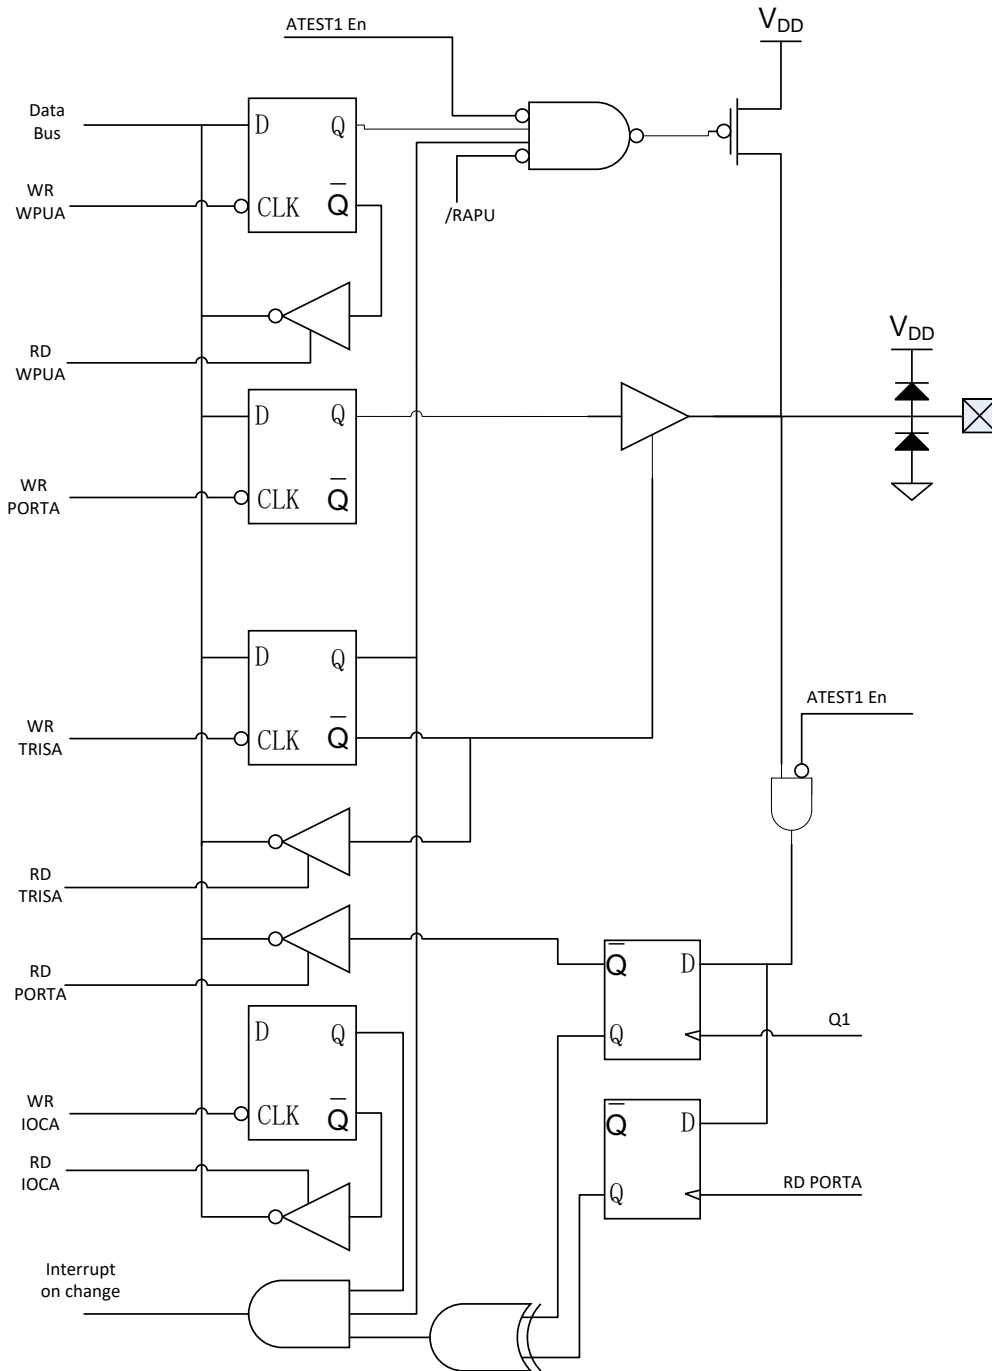 ATEST1 En
VDD
Data
Bus
D
Q
WR
WPUA
CLK
Q̅
/RAPU
RD
WPUA
VDD
D
Q
WR
PORTA
CLK
Q̅
D
Q
WR
TRISA
CLK
Q̅
ATEST1 En
RD
TRISA
RD
PORTA
Q̅
D
Q
Q1
D
Q
WR
IOCA
CLK
Q̅
Q̅
D
Q
RD PORTA
RD
IOCA
Interrupt
on change